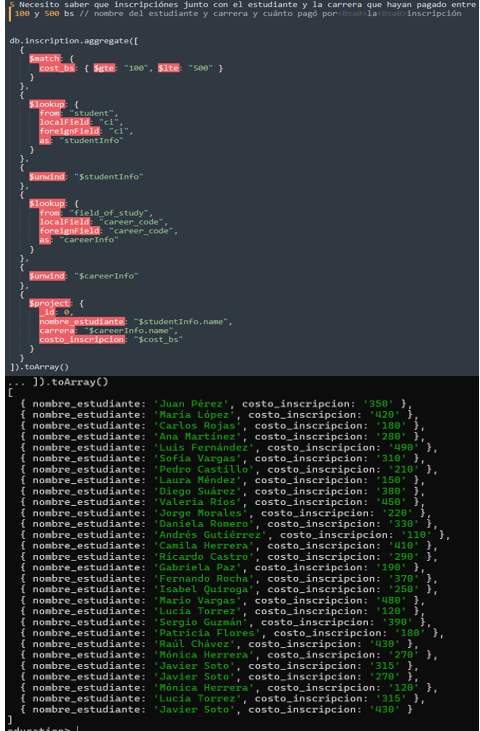 5 Necesito saber que inscripciónes junto con el estudiante y la carrera que hayan pagado entre
100 y 500 bs // nombre del estudiante y carrera y cuánto pagó por<0xa0>la<0xa0>inscripción
db.inscription.aggregate([
{
$match: {
cost_bs: { $gte: "100", $lte: "500" }
}
},
{
$lookup: {
from: "student",
localField: "ci",
foreignField: "ci",
as: "studentInfo"
}
},
{
$unwind: "$studentInfo"
},
{
$lookup: {
from: "field_of_study",
localField: "career_code",
foreignField: "career_code",
as: "careerInfo"
}
},
{
$unwind: "$careerInfo"
},
{
$project: {
_id: 0,
nombre_estudiante: "$studentInfo.name",
carrera: "$careerInfo.name",
costo_inscripcion: "$cost_bs"
}
}
]).toArray()
... ]).toArray()
[
{ nombre_estudiante: 'Juan Pérez', costo_inscripcion: '350' },
{ nombre_estudiante: 'María López', costo_inscripcion: '420' },
{ nombre_estudiante: 'Carlos Rojas', costo_inscripcion: '180' },
{ nombre_estudiante: 'Ana Martínez', costo_inscripcion: '280' },
{ nombre_estudiante: 'Luis Fernández', costo_inscripcion: '490' },
{ nombre_estudiante: 'Sofía Vargas', costo_inscripcion: '310' },
{ nombre_estudiante: 'Pedro Castillo', costo_inscripcion: '210' },
{ nombre_estudiante: 'Laura Méndez', costo_inscripcion: '150' },
{ nombre_estudiante: 'Diego Suárez', costo_inscripcion: '380' },
{ nombre_estudiante: 'Valeria Ríos', costo_inscripcion: '450' },
{ nombre_estudiante: 'Jorge Morales', costo_inscripcion: '220' },
{ nombre_estudiante: 'Daniela Romero', costo_inscripcion: '330' },
{ nombre_estudiante: 'Andrés Gutiérrez', costo_inscripcion: '110' },
{ nombre_estudiante: 'Camila Herrera', costo_inscripcion: '410' },
{ nombre_estudiante: 'Ricardo Castro', costo_inscripcion: '290' },
{ nombre_estudiante: 'Gabriela Paz', costo_inscripcion: '190' },
{ nombre_estudiante: 'Fernando Rocha', costo_inscripcion: '370' },
{ nombre_estudiante: 'Isabel Quiroga', costo_inscripcion: '250' },
{ nombre_estudiante: 'Mario Vargas', costo_inscripcion: '480' },
{ nombre_estudiante: 'Lucía Torrez', costo_inscripcion: '120' },
{ nombre_estudiante: 'Sergio Guzmán', costo_inscripcion: '390' },
{ nombre_estudiante: 'Patricia Flores', costo_inscripcion: '180' },
{ nombre_estudiante: 'Raúl Chávez', costo_inscripcion: '430' },
{ nombre_estudiante: 'Mónica Herrera', costo_inscripcion: '270' },
{ nombre_estudiante: 'Javier Soto', costo_inscripcion: '315' },
{ nombre_estudiante: 'Javier Soto', costo_inscripcion: '270' },
{ nombre_estudiante: 'Mónica Herrera', costo_inscripcion: '120' },
{ nombre_estudiante: 'Lucía Torrez', costo_inscripcion: '315' },
{ nombre_estudiante: 'Javier Soto', costo_inscripcion: '430' }
]
education>